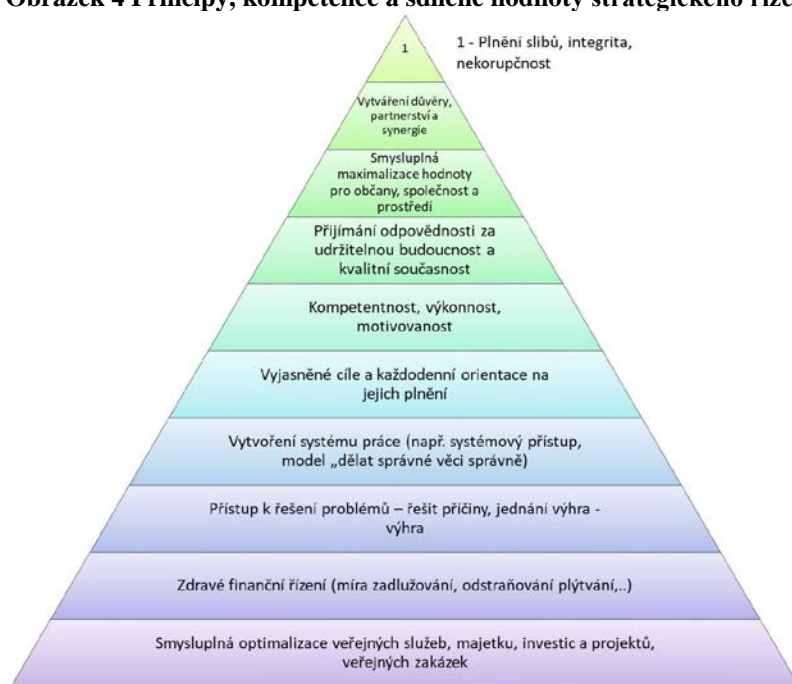 Obrázek 4 Principy, kompetence a sdílené hodnoty strategického říze
1
1 - Plnění slibů, integrita,
nekorupčnost
Vytváření důvěry,
partnerství a
synergie
Smysluplná
maximalizace hodnoty
pro občany, společnost a
prostředí
Přijímání odpovědnosti za
udržitelnou budoucnost a
kvalitní současnost
Kompetentnost, výkonnost,
motivovanost
Vyjasněné cíle a každodenní orientace na
jejich plnění
Vytvoření systému práce (např. systémový přístup,
model „dělat správné věci správně)
Přístup k řešení problémů – řešit příčiny, jednání výhra -
výhra
Zdravé finanční řízení (míra zadlužování, odstraňování plýtvání,..)
Smysluplná optimalizace veřejných služeb, majetku, investic a projektů,
veřejných zakázek